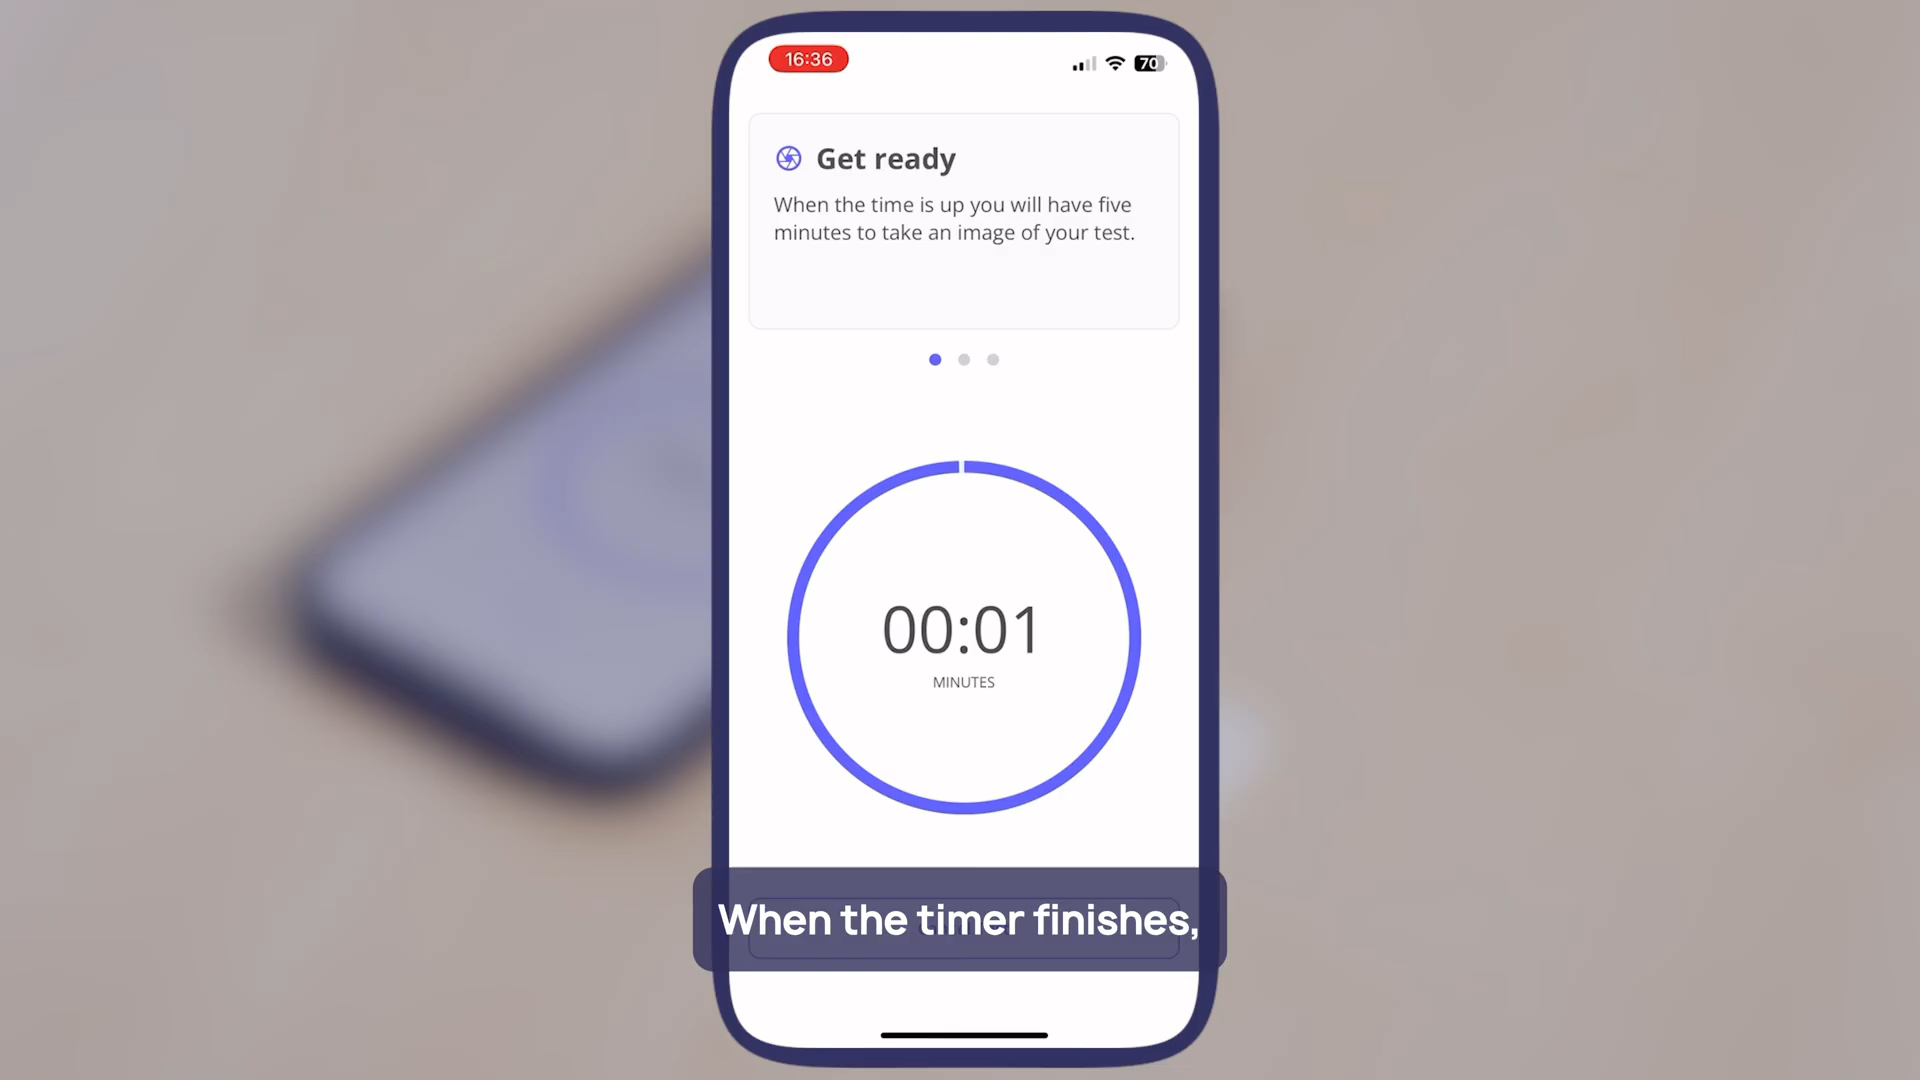 16:36
70
Get ready
When the time is up you will have five
minutes to take an image of your test.
00:01
MINUTES
When the timer finishes,